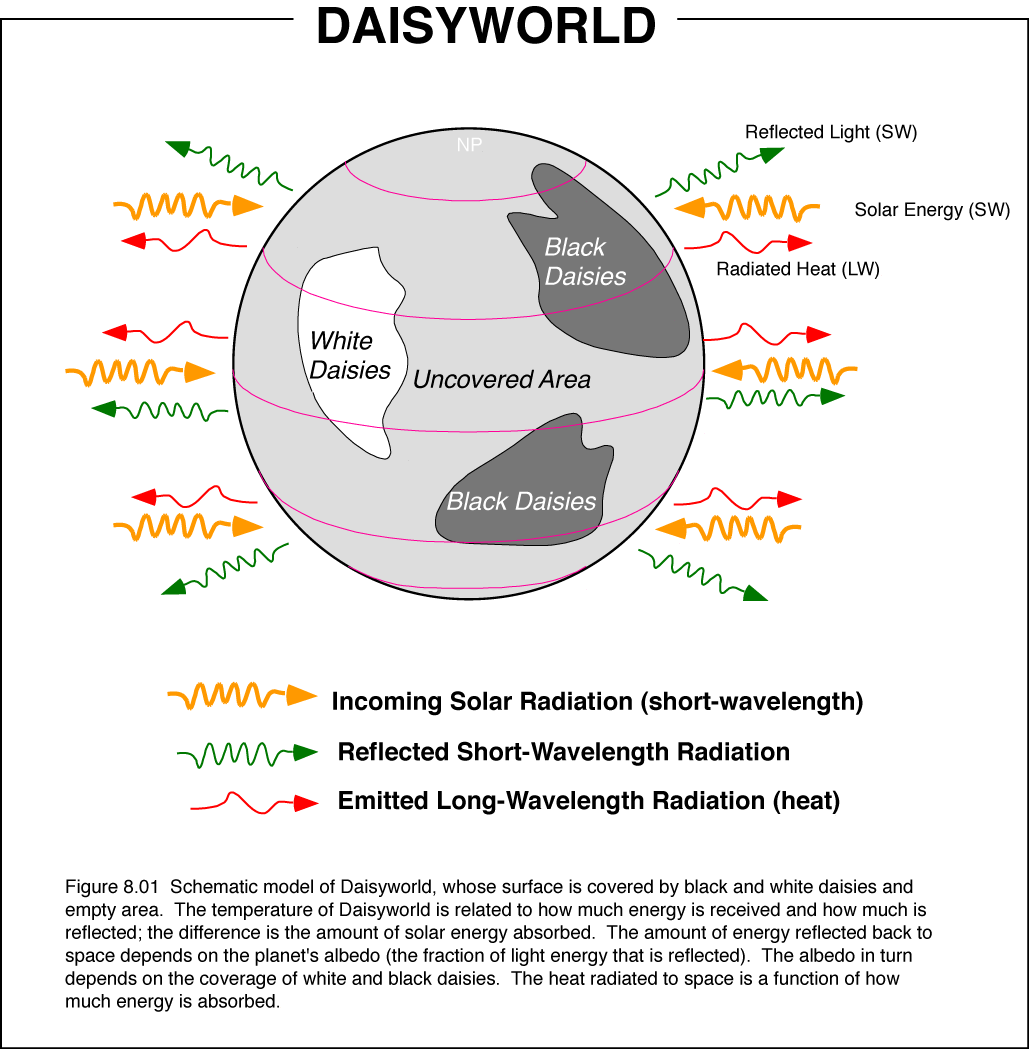 DAISYWORLD
Reflected Light (SW)
NP
Solar Energy (SW)
Black
Daisies
Radiated Heat (LW)
White
Daisies
Uncovered Area
Black Daisies
Incoming Solar Radiation (short-wavelength)
Reflected Short-Wavelength Radiation
Emitted Long-Wavelength Radiation (heat)
Figure 8.01  Schematic model of Daisyworld, whose surface is covered by black and white daisies and
empty area.  The temperature of Daisyworld is related to how much energy is received and how much is
reflected; the difference is the amount of solar energy absorbed.  The amount of energy reflected back to
space depends on the planet's albedo (the fraction of light energy that is reflected).  The albedo in turn
depends on the coverage of white and black daisies.  The heat radiated to space is a function of how
much energy is absorbed.